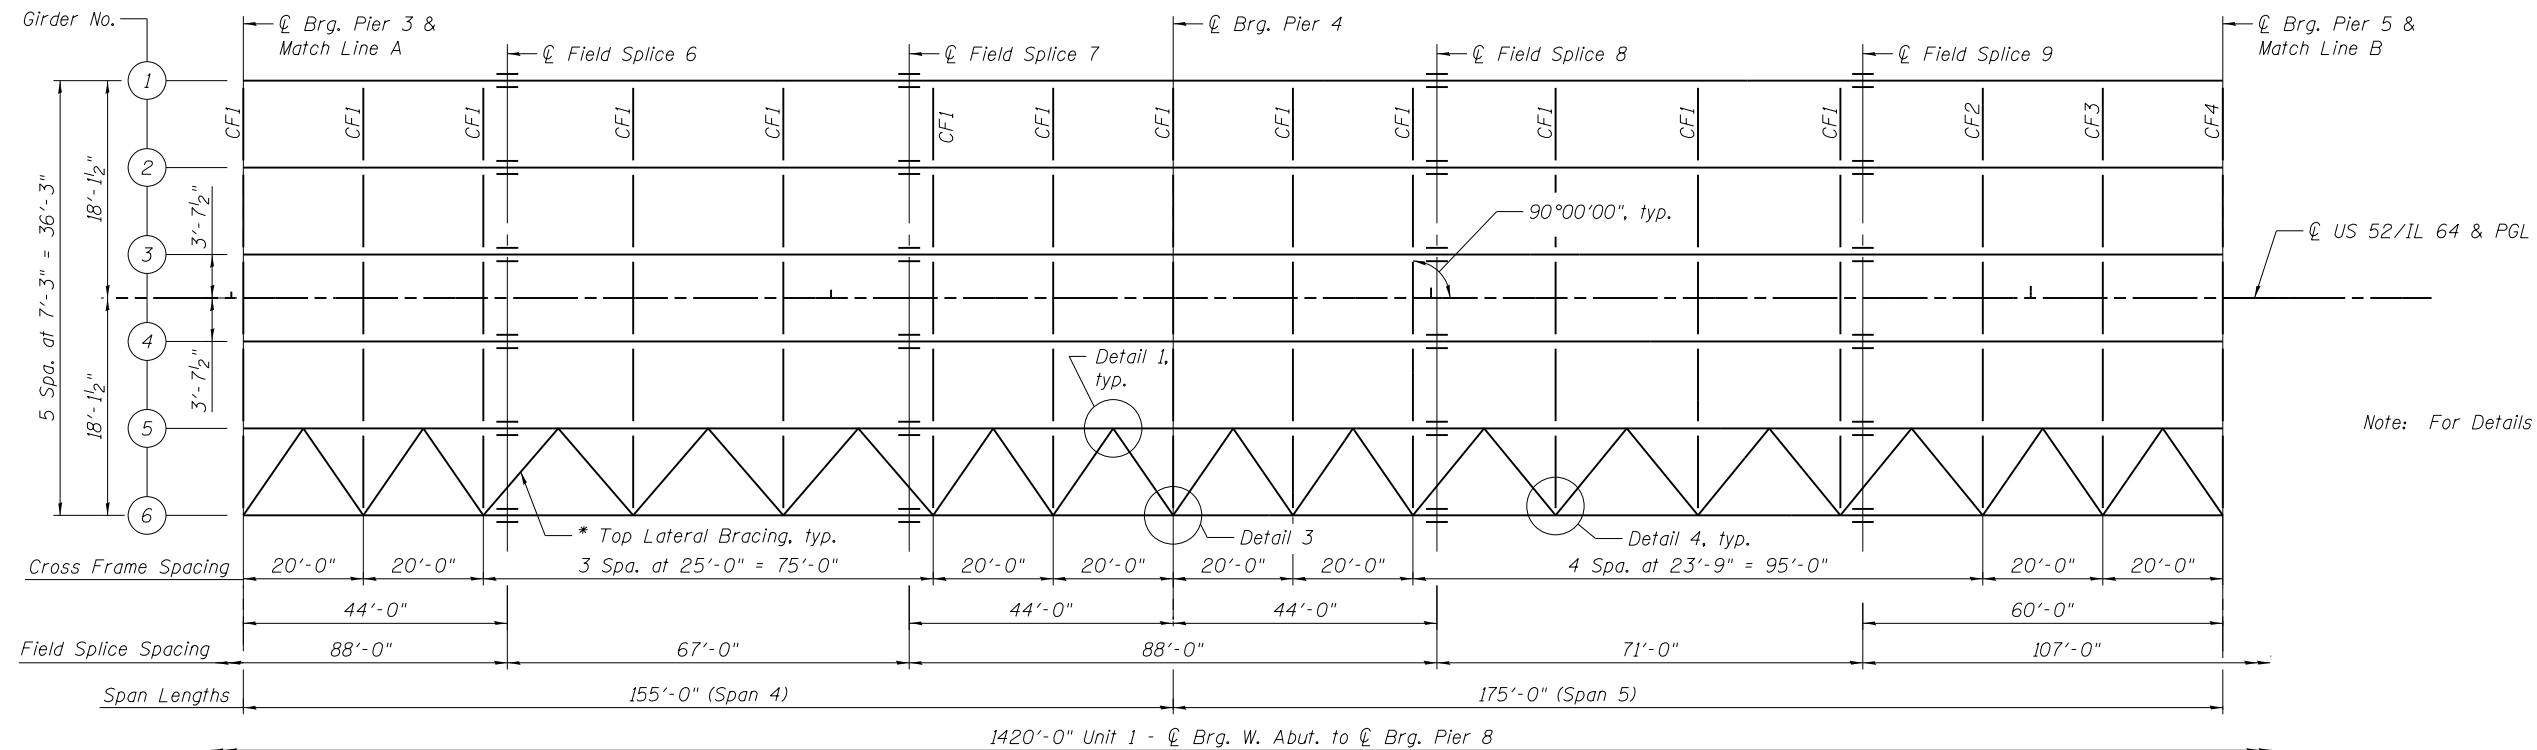 Girder No.
℄ Brg. Pier 3 &
Match Line A
℄ Brg. Pier 4
℄ Brg. Pier 5 &
Match Line B
℄ Field Splice 6
℄ Field Splice 7
℄ Field Splice 8
℄ Field Splice 9
1
2
3
4
5
6
5 Spa. at 7'-3" = 36'-3"
18'-1½"
18'-1½"
3'-7½"
3'-7½"
CF1
CF1
CF1
CF1
CF1
CF1
CF1
CF1
CF1
CF1
CF1
CF1
CF1
CF2
CF3
CF4
90°00'00", typ.
℄ US 52/IL 64 & PGL
Detail 1,
typ.
Note: For Details
* Top Lateral Bracing, typ.
Detail 3
Detail 4, typ.
Cross Frame Spacing
20'-0"
20'-0"
3 Spa. at 25'-0" = 75'-0"
20'-0"
20'-0"
20'-0"
20'-0"
4 Spa. at 23'-9" = 95'-0"
20'-0"
20'-0"
44'-0"
44'-0"
44'-0"
60'-0"
Field Splice Spacing
88'-0"
67'-0"
88'-0"
71'-0"
107'-0"
Span Lengths
155'-0" (Span 4)
175'-0" (Span 5)
1420'-0" Unit 1 - ℄ Brg. W. Abut. to ℄ Brg. Pier 8